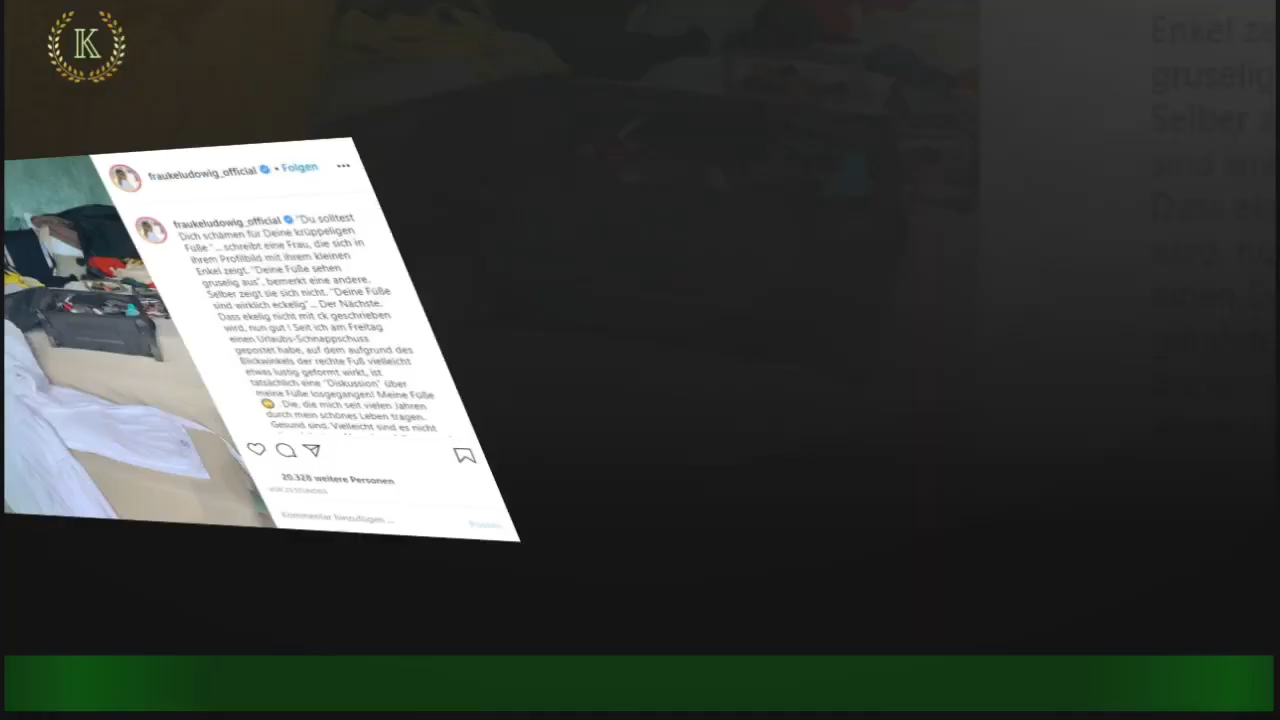 K
fraukeludowig_official • Folgen
fraukeludowig_official "Du solltest
Dich schämen für Deine krüppeligen
Füße "... schreibt eine Frau, die sich in
ihrem Profilbild mit ihrem kleinen
Enkel zeigt. "Deine Füße sehen
gruselig aus", bemerkt eine andere.
Selber zeigt sie sich nicht. "Deine Füße
sind wirklich eckelig"... Der Nächste.
Dass ekelig nicht mit ck geschrieben
wird, nun gut ! Seit ich am Freitag
einen Urlaubs-Schnappschuss
gepostet habe, auf dem aufgrund des
Blickwinkels der rechte Fuß vielleicht
etwas lustig geformt wirkt, ist
tatsächlich eine "Diskussion" über
meine Füße losgegangen! Meine Füße
. Die, die mich seit vielen Jahren
durch mein schönes Leben tragen.
Gesund sind. Vielleicht sind es nicht
20.328 weitere Personen
VOR 23 STUNDEN
Kommentar hinzufügen ...
Posten
Enkel
gruselig
Selber